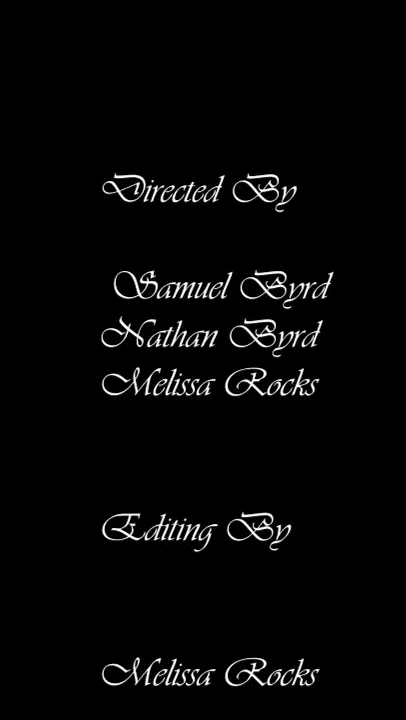 Directed By
Samuel Byrd
Nathan Byrd
Melissa Rocks
Editing By
Melissa Rocks